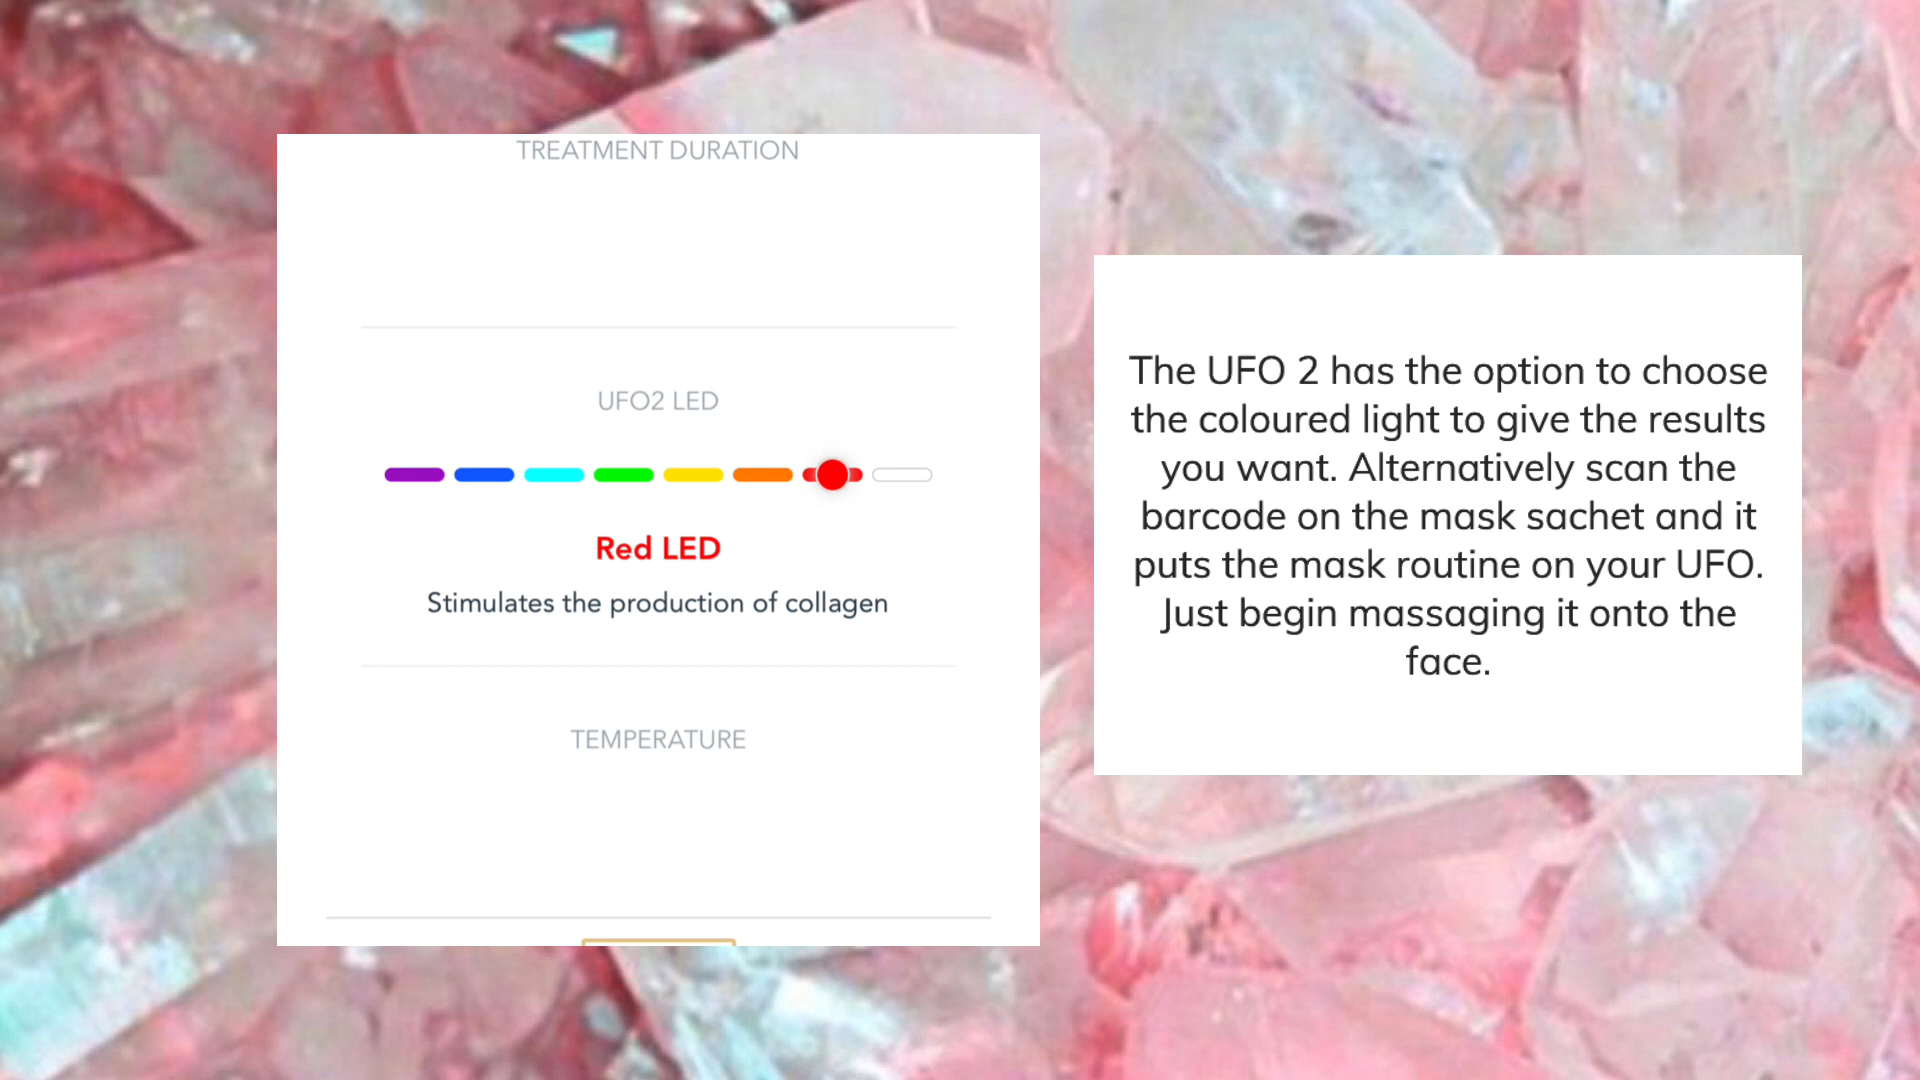 TREATMENT DURATION
UFO2 LED
Red LED
Stimulates the production of collagen
TEMPERATURE
The UFO 2 has the option to choose
the coloured light to give the results
you want. Alternatively scan the
barcode on the mask sachet and it
puts the mask routine on your UFO.
Just begin massaging it onto the
face.